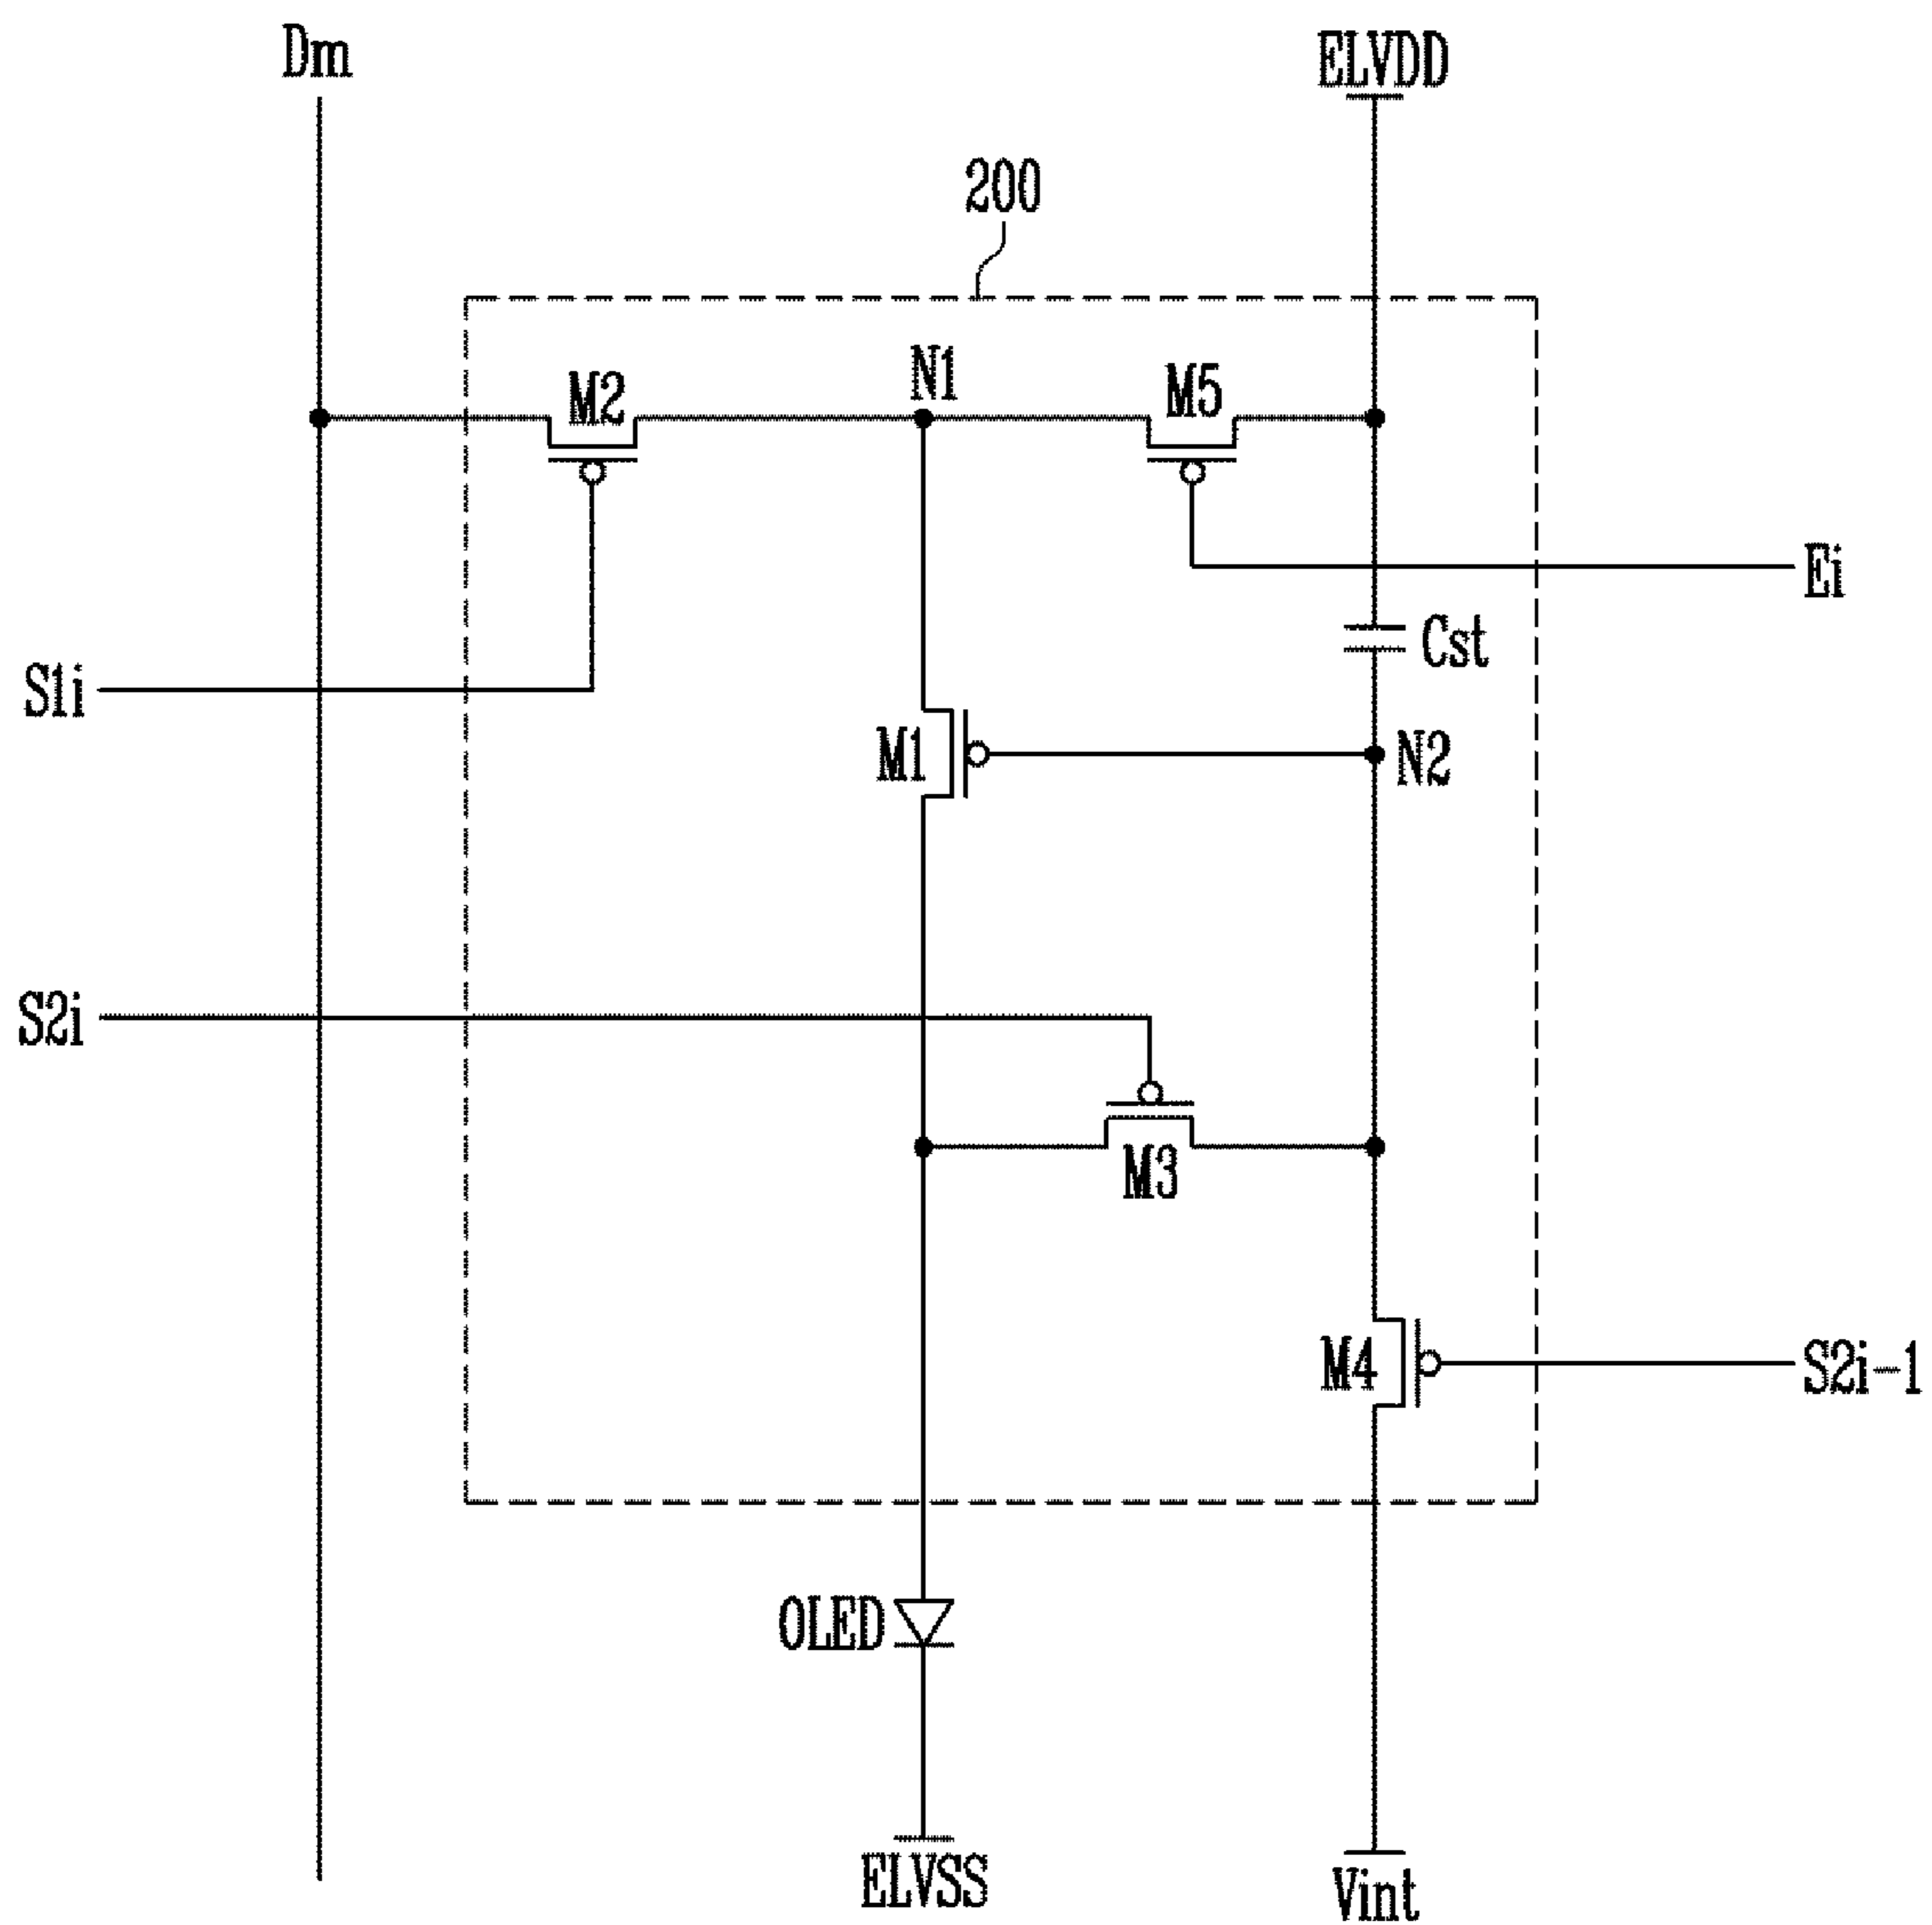 Dm
ELVDD
200
N1
M2
M5
Ei
Cst
S1i
M1
N2
S2i
M3
M4
S2i-1
OLED
ELVSS
Vint